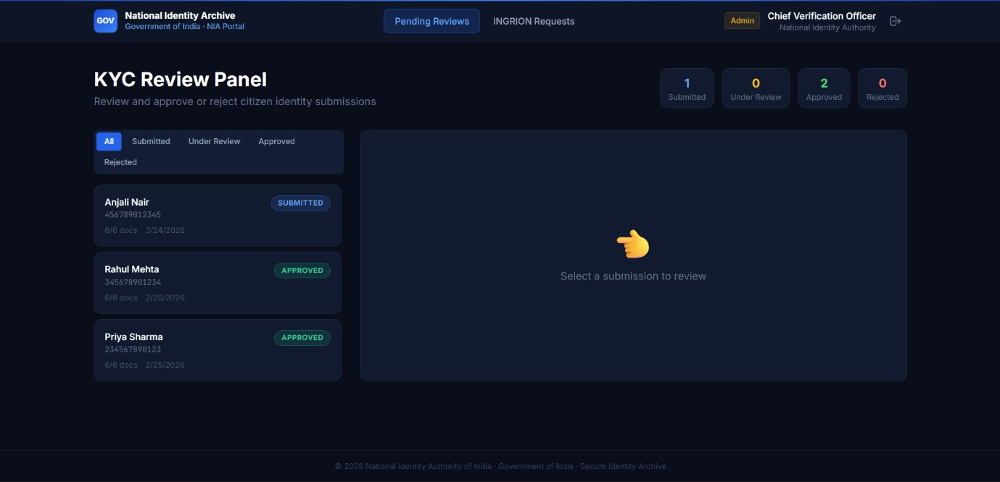 GOV
National Identity Archive
Government of India · NIA Portal
Pending Reviews
INGRION Requests
Admin
Chief Verification Officer
National Identity Authority
KYC Review Panel
Review and approve or reject citizen identity submissions
1
Submitted
0
Under Review
2
Approved
0
Rejected
All
Submitted
Under Review
Approved
Rejected
Anjali Nair
SUBMITTED
456789012345
6/6 docs 3/24/2026
Rahul Mehta
APPROVED
345678901234
6/6 docs 2/25/2026
Priya Sharma
APPROVED
234567890123
6/6 docs 2/25/2026
Select a submission to review
© 2026 National Identity Authority of India · Government of India · Secure Identity Archive